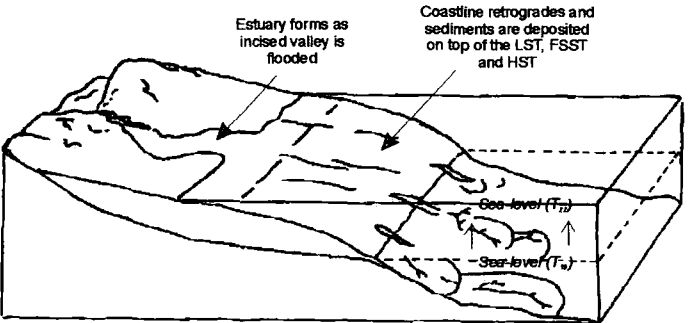 Estuary forms as
incised valley is
flooded
Coastline retrogrades and
sediments are deposited
on top of the LST, FSST
and HST
Sea-level
Sea-level